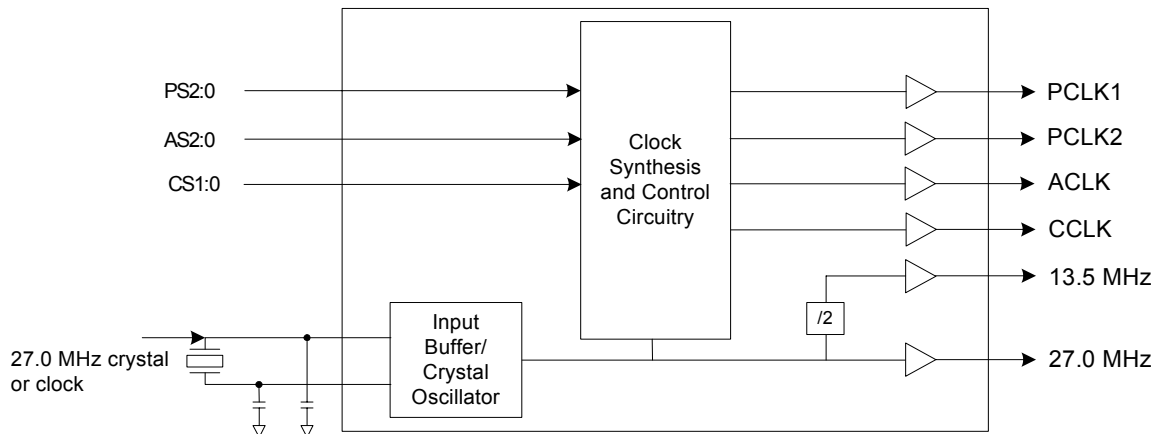 PS2:0
AS2:0
CS1:0
Clock
Synthesis
and Control
Circuitry
PCLK1
PCLK2
ACLK
CCLK
13.5 MHz
/2
27.0 MHz
Input
Buffer/
Crystal
Oscillator
27.0 MHz crystal
or clock